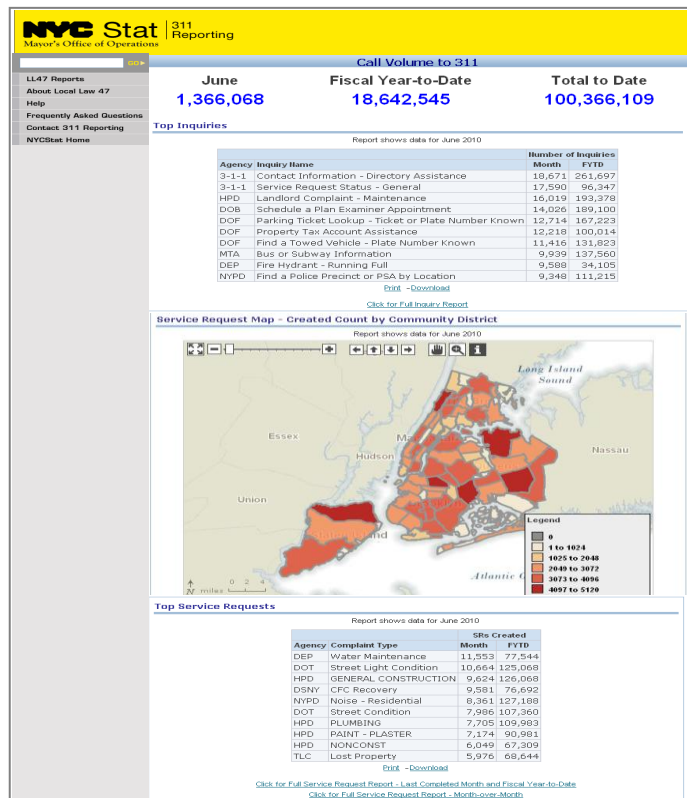 NYC Stat
311
Reporting
Mayor's Office of Operations
GO
LL47 Reports
About Local Law 47
Help
Frequently Asked Questions
Contact 311 Reporting
NYCStat Home
Call Volume to 311
June Fiscal Year-to-Date Total to Date
1,366,068 18,642,545 100,366,109
Top Inquiries
Report shows data for June 2010
Number of Inquiries
Agency Inquiry Name Month FYTD
3-1-1 Contact Information - Directory Assistance 18,671 261,697
3-1-1 Service Request Status - General 17,590 96,347
HPD Landlord Complaint - Maintenance 16,019 193,378
DOB Schedule a Plan Examiner Appointment 14,026 189,100
DOF Parking Ticket Lookup - Ticket or Plate Number Known 12,714 167,223
DOF Property Tax Account Assistance 12,218 100,014
DOF Find a Towed Vehicle - Plate Number Known 11,416 131,823
MTA Bus or Subway Information 9,939 137,560
DEP Fire Hydrant - Running Full 9,588 34,105
NYPD Find a Police Precinct or PSA by Location 9,348 111,215
Print - Download
Click for Full Inquiry Report
Service Request Map - Created Count by Community District
Report shows data for June 2010
Long Island
Sound
Essex
Hudson
Nassau
Union
Atlantic
N miles 0 2 4
Legend
0
1 to 1024
1025 to 2048
2049 to 3072
3073 to 4096
4097 to 5120
Top Service Requests
Report shows data for June 2010
SRs Created
Agency Complaint Type Month FYTD
DEP Water Maintenance 11,553 77,544
DOT Street Light Condition 10,664 125,068
HPD GENERAL CONSTRUCTION 9,624 126,068
DSNY CFC Recovery 9,581 76,692
NYPD Noise - Residential 8,361 127,188
DOT Street Condition 7,986 107,360
HPD PLUMBING 7,705 109,983
HPD PAINT - PLASTER 7,174 90,981
HPD NONCONST 6,049 67,309
TLC Lost Property 5,976 68,644
Print - Download
Click for Full Service Request Report - Last Completed Month and Fiscal Year-to-Date
Click for Full Service Request Report - Month-over-Month